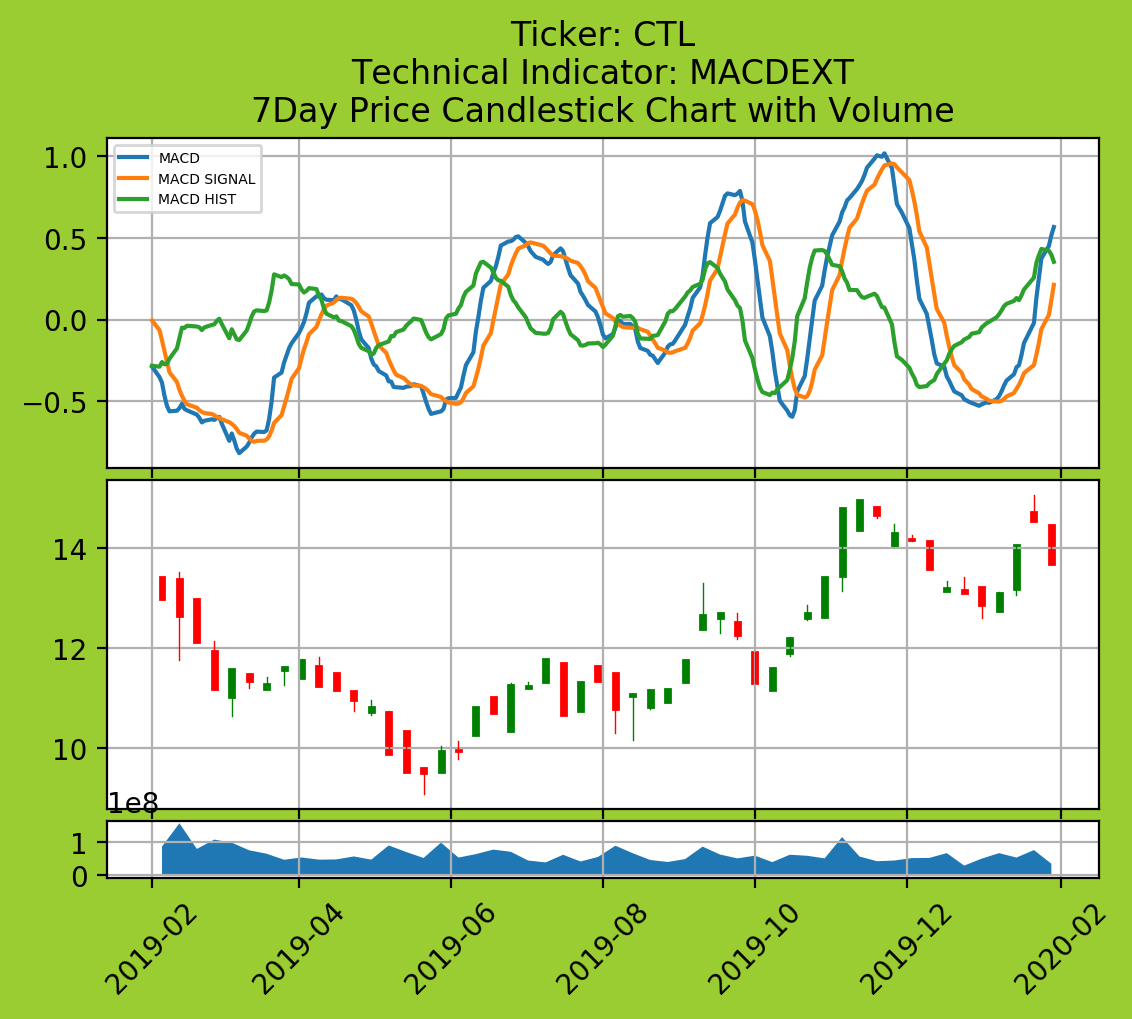 Ticker: CTL
Technical Indicator: MACDEXT
7Day Price Candlestick Chart with Volume
MACD
MACD SIGNAL
MACD HIST
1.0
0.5
0.0
−0.5
14
12
10
1e8
1
0
2019-02
2019-04
2019-06
2019-08
2019-10
2019-12
2020-02